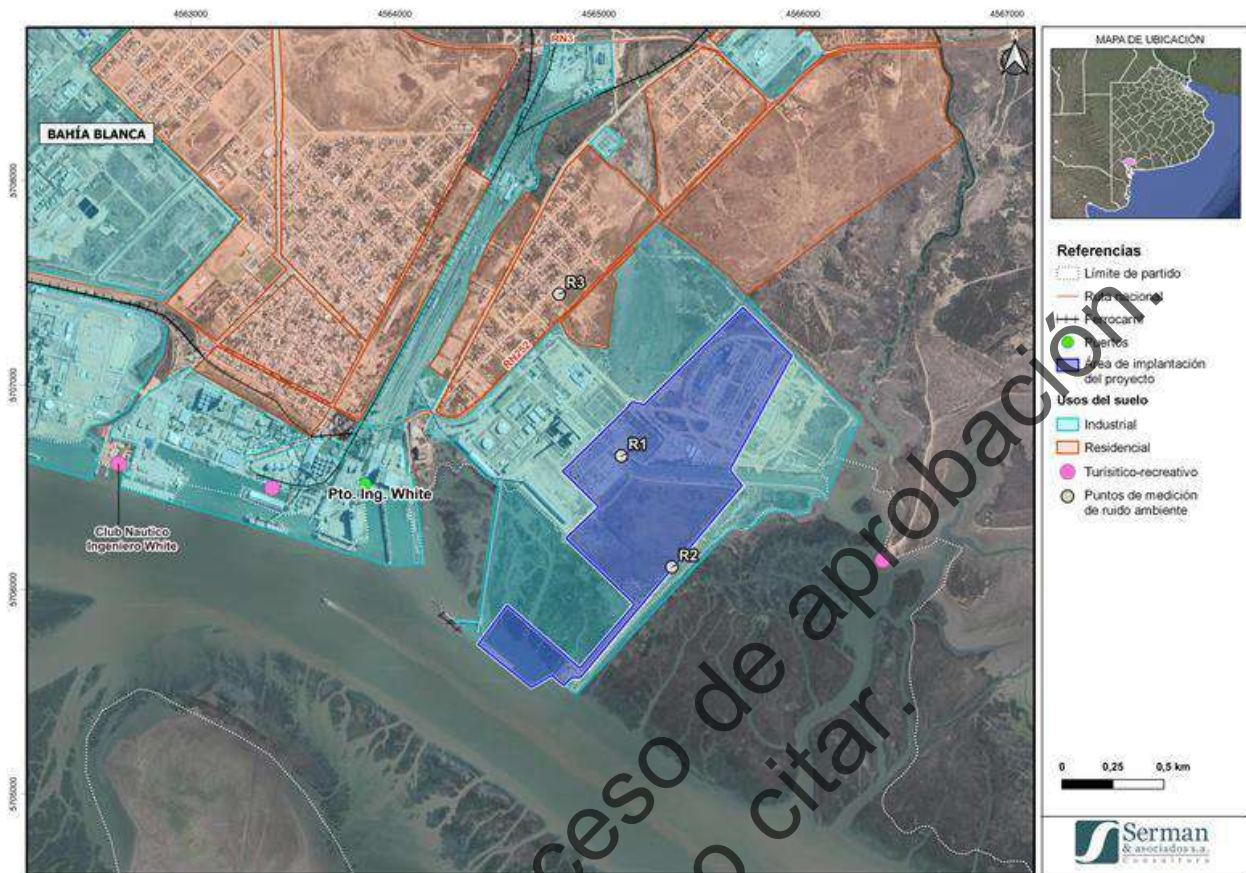 4563000
4564000
4565000
4566000
4567000
5708000
5707000
5706000
5705000
RN3
BAHÍA BLANCA
R3
RNV252
R1
Pto. Ing. White
Club Nautico
Ingeniero White
R2
MAPA DE UBICACIÓN
Referencias
Límite de partido
Ruta nacional
Ferrocarril
Puertos
Área de implantación
del proyecto
Usos del suelo
Industrial
Residencial
Turísitico-recreativo
Puntos de medición
de ruido ambiente
0 0,25 0,5 km
Serman
& asociados s.a.
Consultora
ceso de aprobación.
o citar.